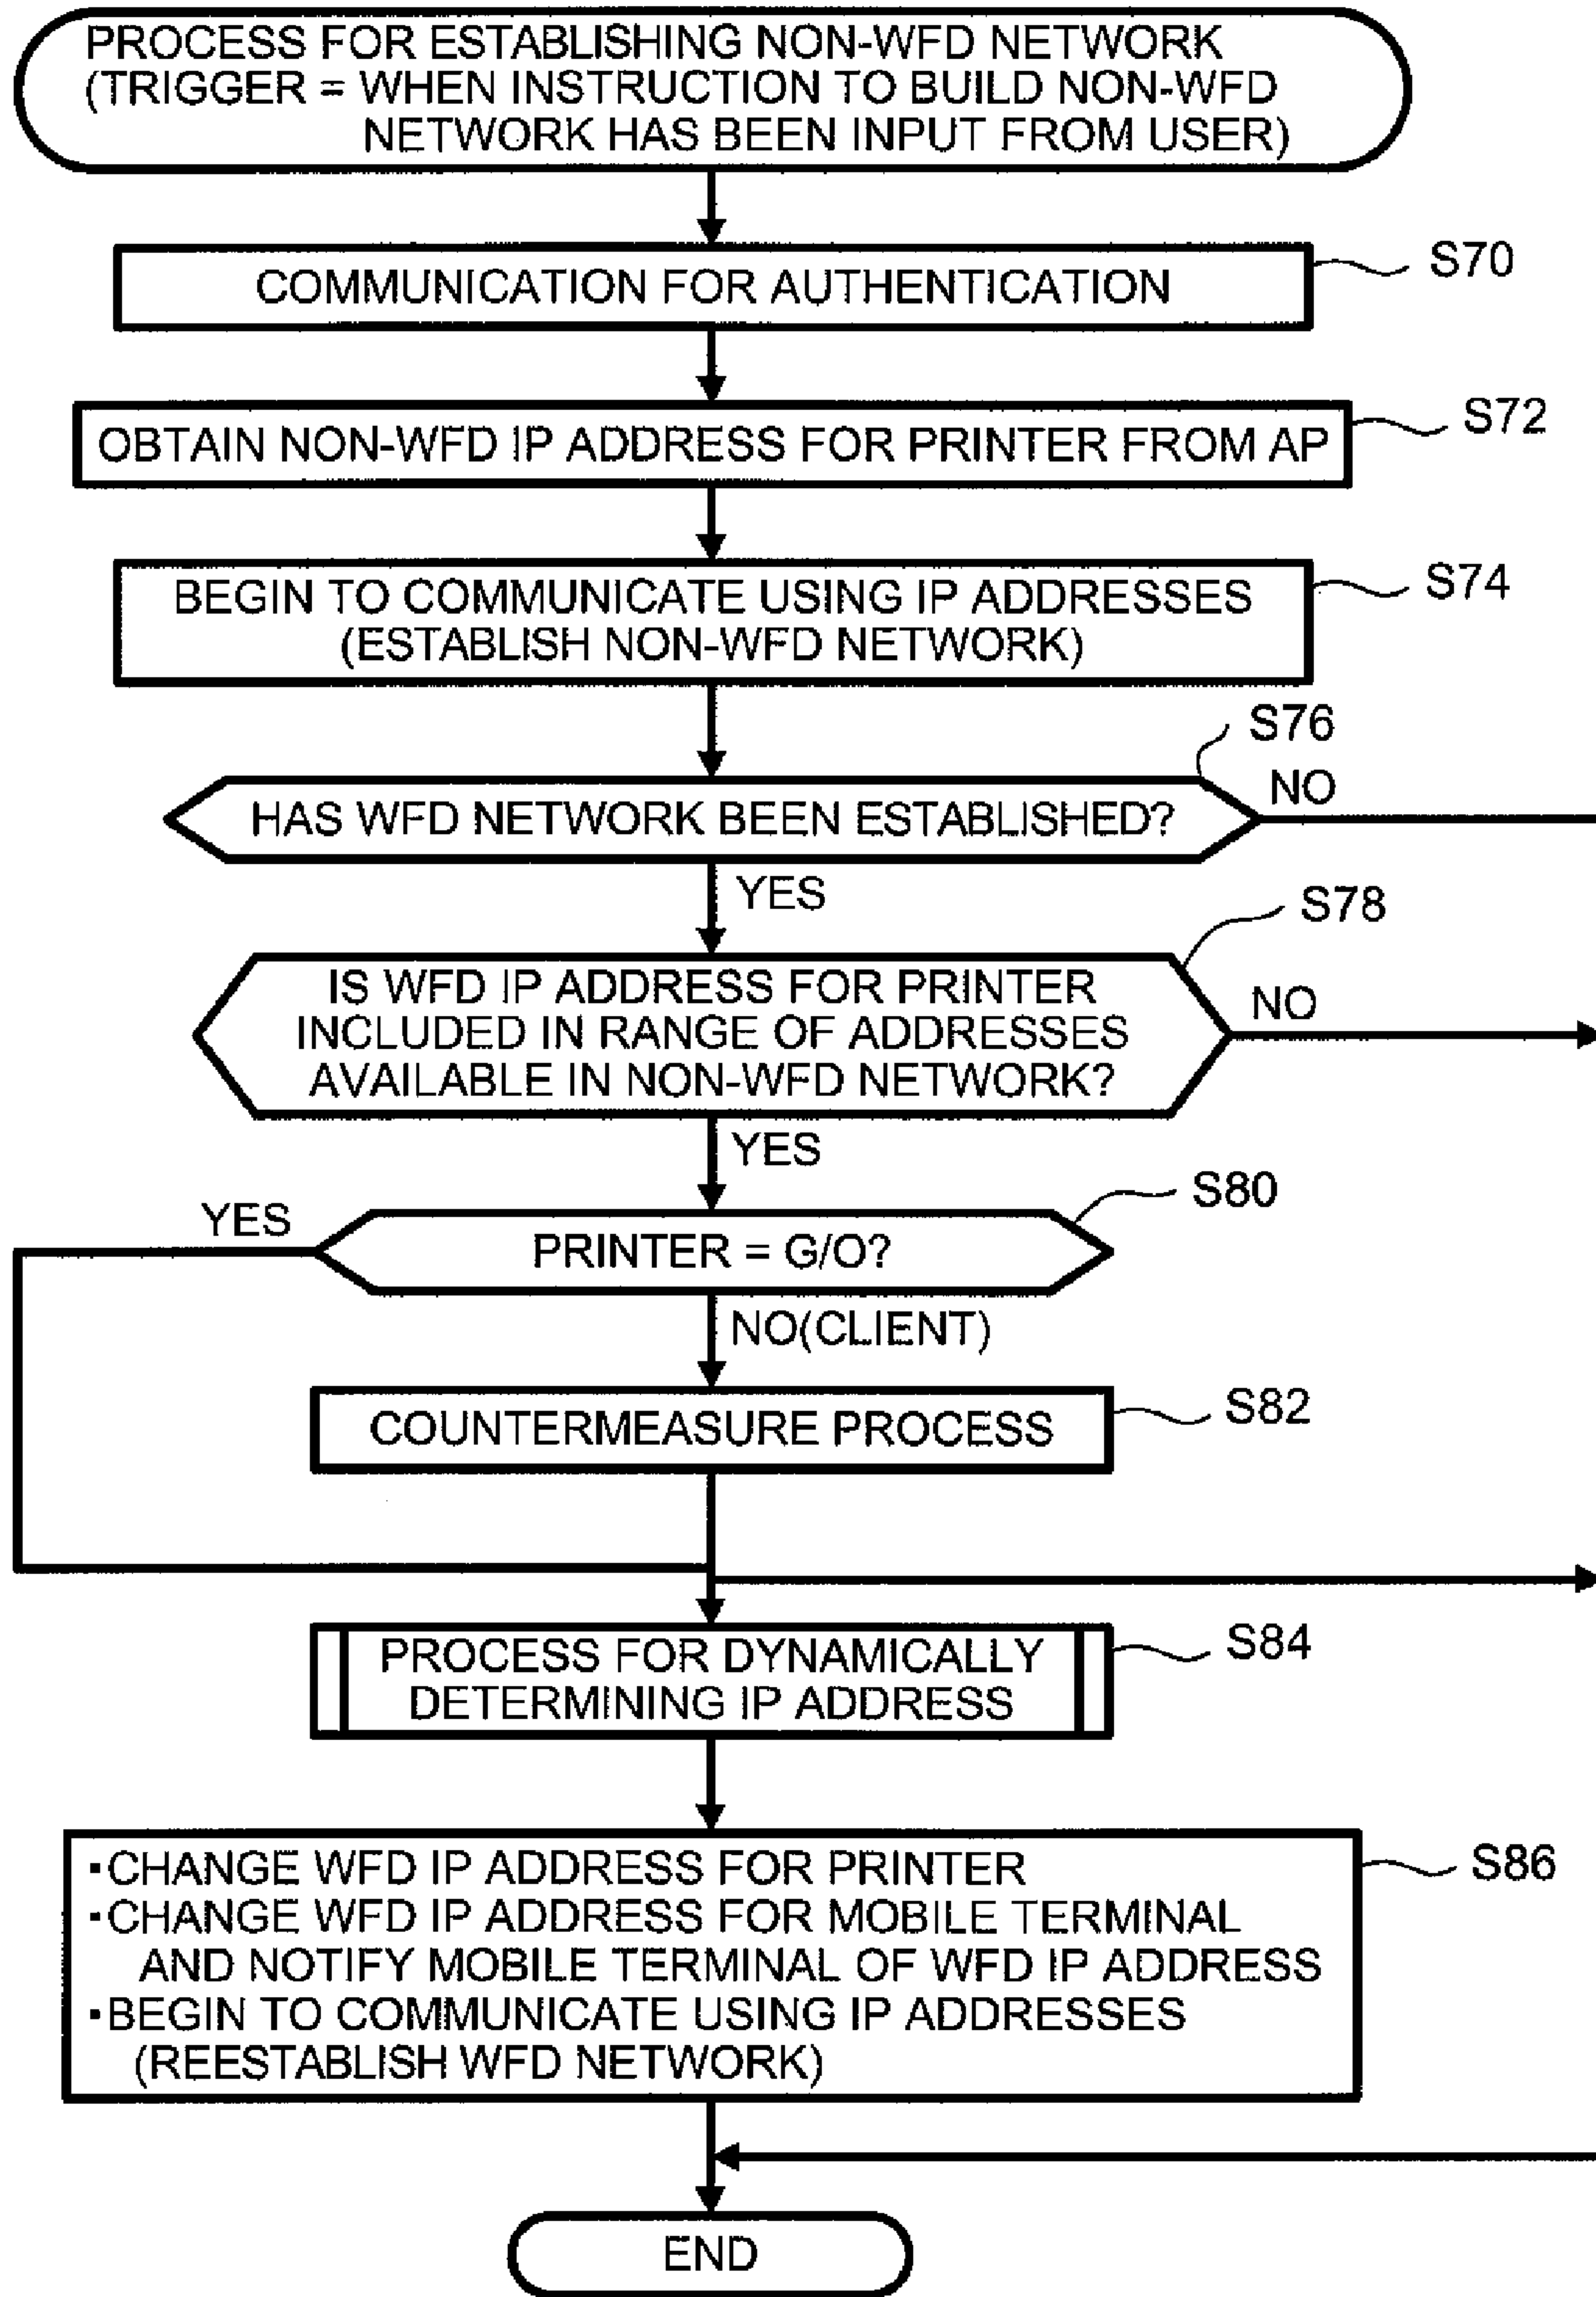 PROCESS FOR ESTABLISHING NON-WFD NETWORK
(TRIGGER = WHEN INSTRUCTION TO BUILD NON-WFD
NETWORK HAS BEEN INPUT FROM USER)
COMMUNICATION FOR AUTHENTICATION
S70
OBTAIN NON-WFD IP ADDRESS FOR PRINTER FROM AP
S72
BEGIN TO COMMUNICATE USING IP ADDRESSES
(ESTABLISH NON-WFD NETWORK)
S74
S76
HAS WFD NETWORK BEEN ESTABLISHED?
NO
YES
S78
IS WFD IP ADDRESS FOR PRINTER
INCLUDED IN RANGE OF ADDRESSES
AVAILABLE IN NON-WFD NETWORK?
NO
YES
S80
YES
PRINTER = G/O?
NO(CLIENT)
COUNTERMEASURE PROCESS
S82
PROCESS FOR DYNAMICALLY
DETERMINING IP ADDRESS
S84
▪CHANGE WFD IP ADDRESS FOR PRINTER
▪CHANGE WFD IP ADDRESS FOR MOBILE TERMINAL
AND NOTIFY MOBILE TERMINAL OF WFD IP ADDRESS
▪BEGIN TO COMMUNICATE USING IP ADDRESSES
(REESTABLISH WFD NETWORK)
S86
END